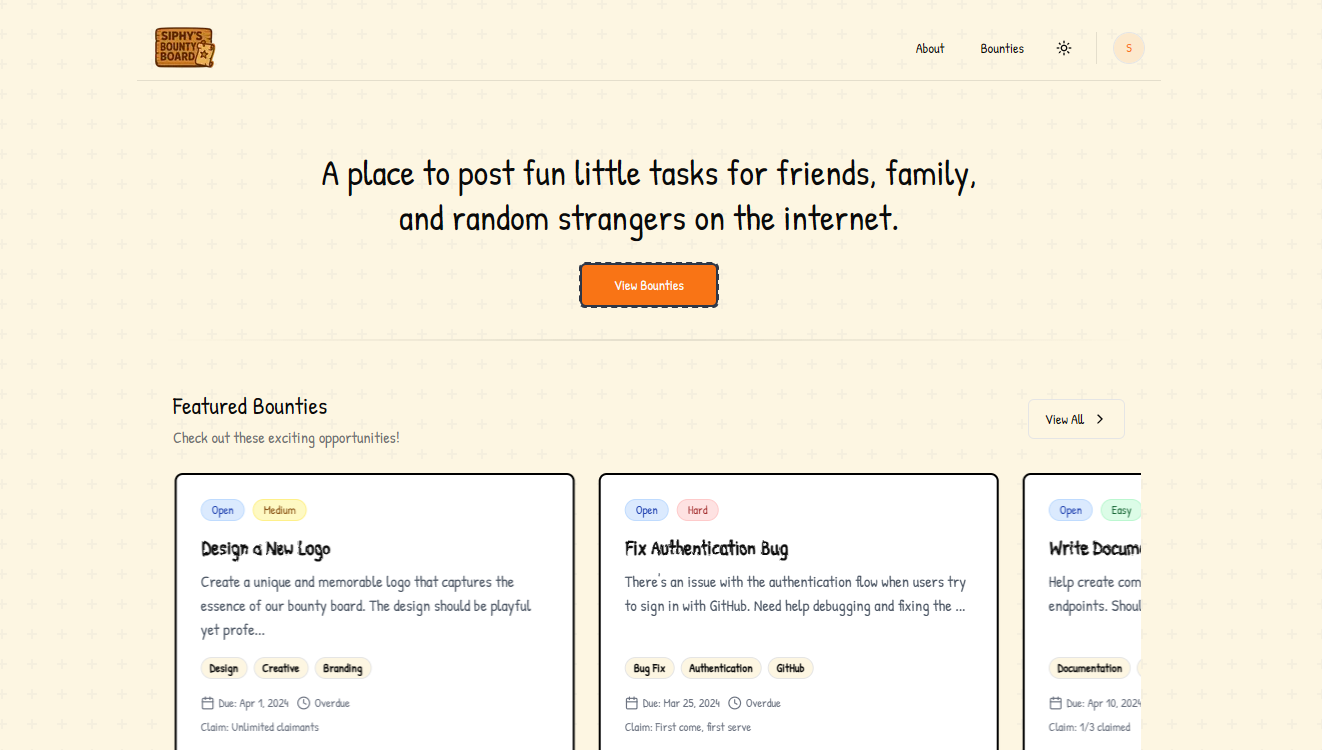 SIPHY'S
BOUNTY
BOARD
About
Bounties
S
A place to post fun little tasks for friends, family,
and random strangers on the internet.
View Bounties
Featured Bounties
Check out these exciting opportunities!
View All
Open
Medium
Design a New Logo
Create a unique and memorable logo that captures the
essence of our bounty board. The design should be playful
yet profe...
Design
Creative
Branding
Due: Apr 1, 2024
Overdue
Claim: Unlimited claimants
Open
Hard
Fix Authentication Bug
There's an issue with the authentication flow when users try
to sign in with GitHub. Need help debugging and fixing the ...
Bug Fix
Authentication
GitHub
Due: Mar 25, 2024
Overdue
Claim: First come, first serve
Open
Easy
Write
Help create
endpoints.
Documentation
Due: Apr 10, 2024
Claim: 1/3 claimed